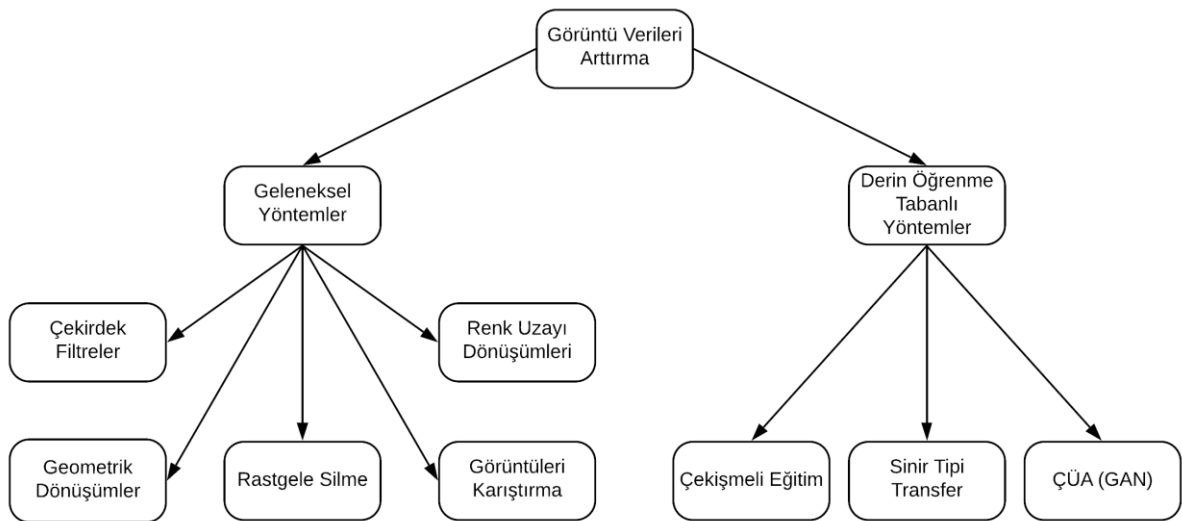 Görüntü Verileri
Arttırma
Geleneksel
Yöntemler
Derin Öğrenme
Tabanlı
Yöntemler
Çekirdek
Filtreler
Renk Uzayı
Dönüşümleri
Geometrik
Dönüşümler
Rastgele Silme
Görüntüleri
Karıştırma
Çekişmeli Eğitim
Sinir Tipi
Transfer
ÇÜA (GAN)